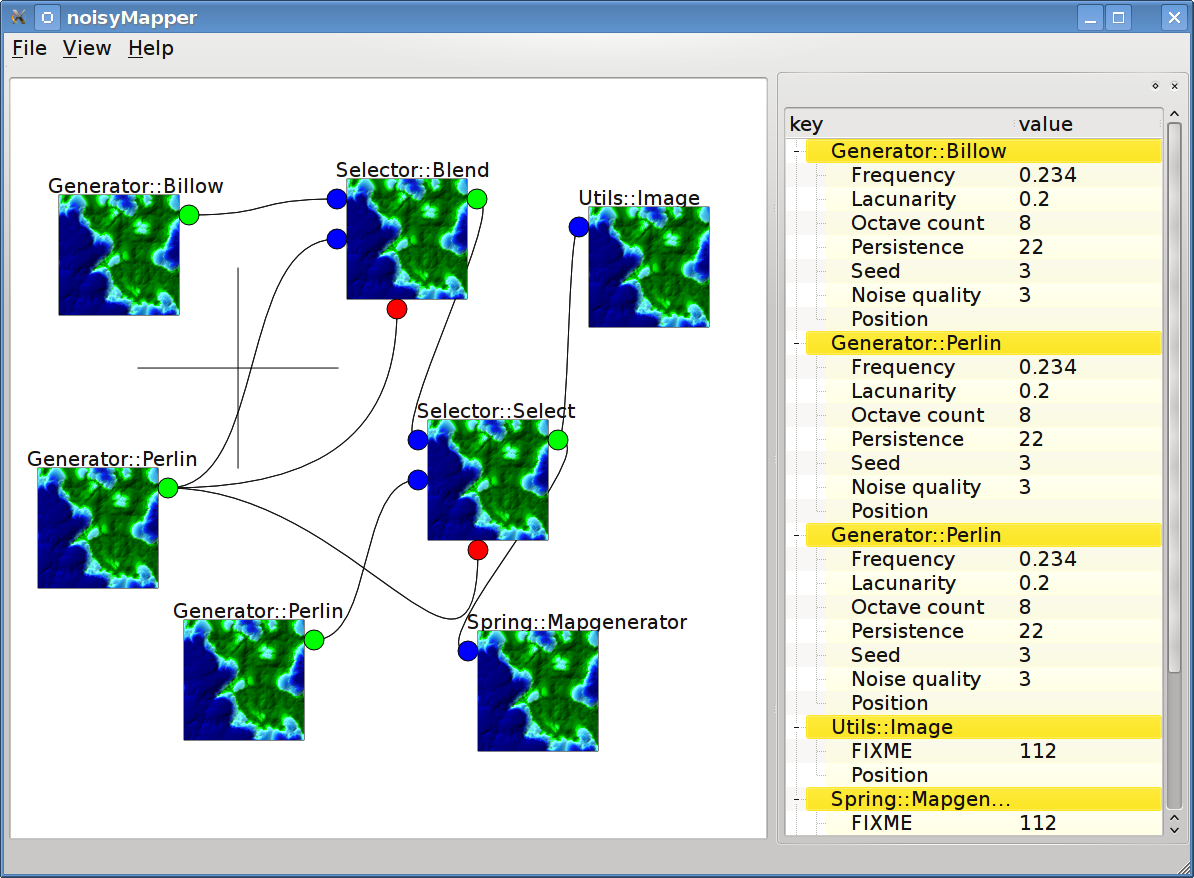 noisyMapper
File View Help
Generator::Billow
Selector::Blend
Utils::Image
Generator::Perlin
Selector::Select
Generator::Perlin
Spring::Mapgenerator
key value
Generator::Billow
Frequency 0.234
Lacunarity 0.2
Octave count 8
Persistence 22
Seed 3
Noise quality 3
Position
Generator::Perlin
Frequency 0.234
Lacunarity 0.2
Octave count 8
Persistence 22
Seed 3
Noise quality 3
Position
Generator::Perlin
Frequency 0.234
Lacunarity 0.2
Octave count 8
Persistence 22
Seed 3
Noise quality 3
Position
Utils::Image
FIXME 112
Position
Spring::Mapgen...
FIXME 112